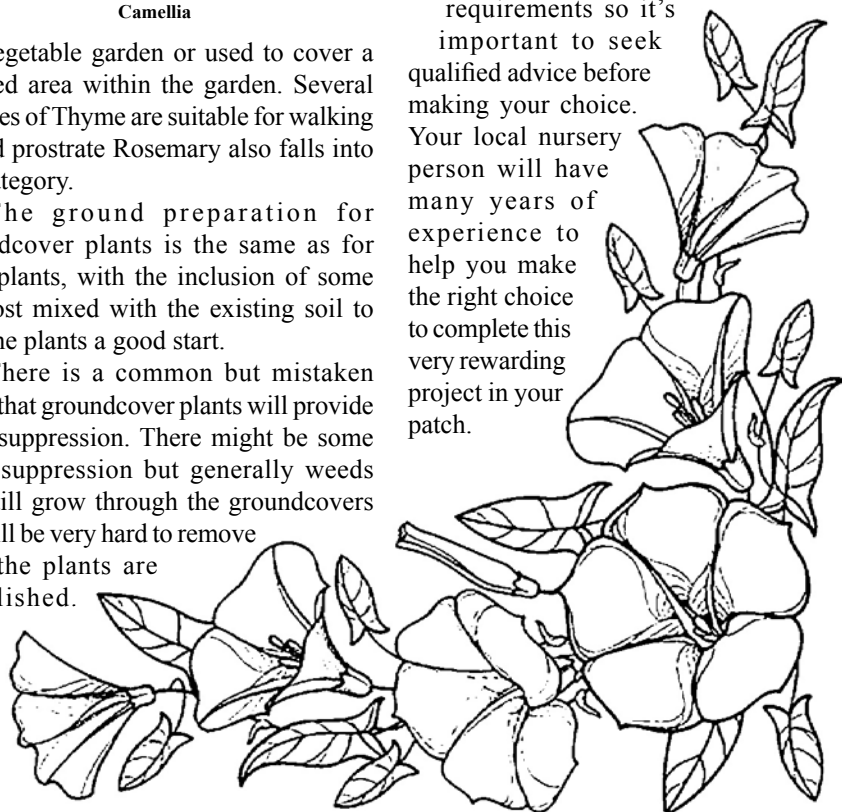 Camellia
egetable garden or used to cover a
ed area within the garden. Several
es of Thyme are suitable for walking
d prostrate Rosemary also falls into
tegory.
The ground preparation for
dcover plants is the same as for
plants, with the inclusion of some
ost mixed with the existing soil to
he plants a good start.
There is a common but mistaken
that groundcover plants will provide
suppression. There might be some
suppression but generally weeds
ill grow through the groundcovers
ll be very hard to remove
the plants are
lished.
requirements so it's
important to seek
qualified advice before
making your choice.
Your local nursery
person will have
many years of
experience to
help you make
the right choice
to complete this
very rewarding
project in your
patch.